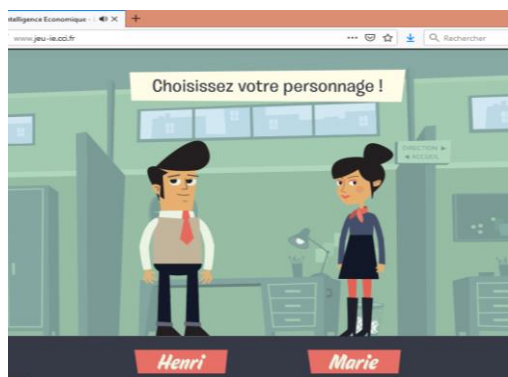 ntelligence Economique -
www.jeu-ie.cci.fr
Rechercher
Choisissez votre personnage !
DIRECTION ►
◄ ACCUEIL
Henri
Marie